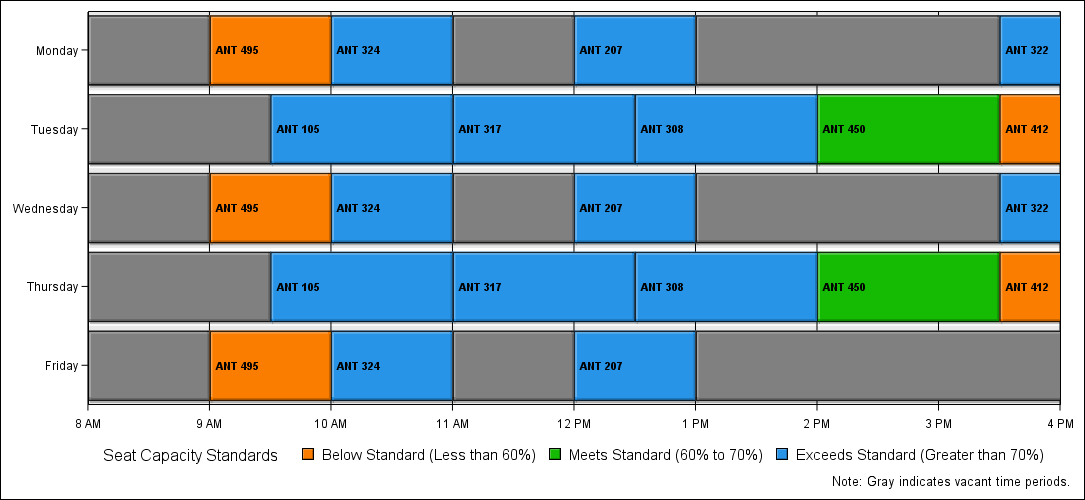 Monday ANT 495 ANT 324 ANT 207 ANT 322
Tuesday ANT 105 ANT 317 ANT 308 ANT 450 ANT 412
Wednesday ANT 495 ANT 324 ANT 207 ANT 322
Thursday ANT 105 ANT 317 ANT 308 ANT 450 ANT 412
Friday ANT 495 ANT 324 ANT 207
8 AM 9 AM 10 AM 11 AM 12 PM 1 PM 2 PM 3 PM 4 PM
Seat Capacity Standards Below Standard (Less than 60%) Meets Standard (60% to 70%) Exceeds Standard (Greater than 70%)
Note: Gray indicates vacant time periods.